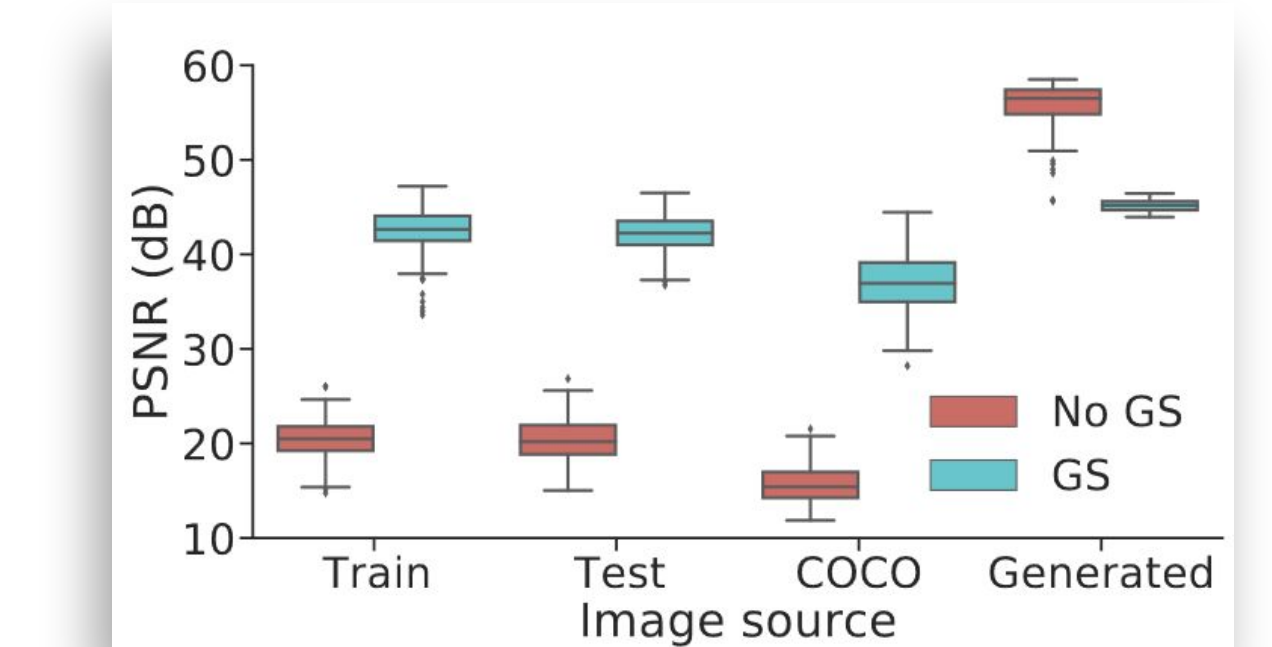 60
50
40
30
20
10
PSNR (dB)
No GS
GS
Train Test COCO Generated
Image source